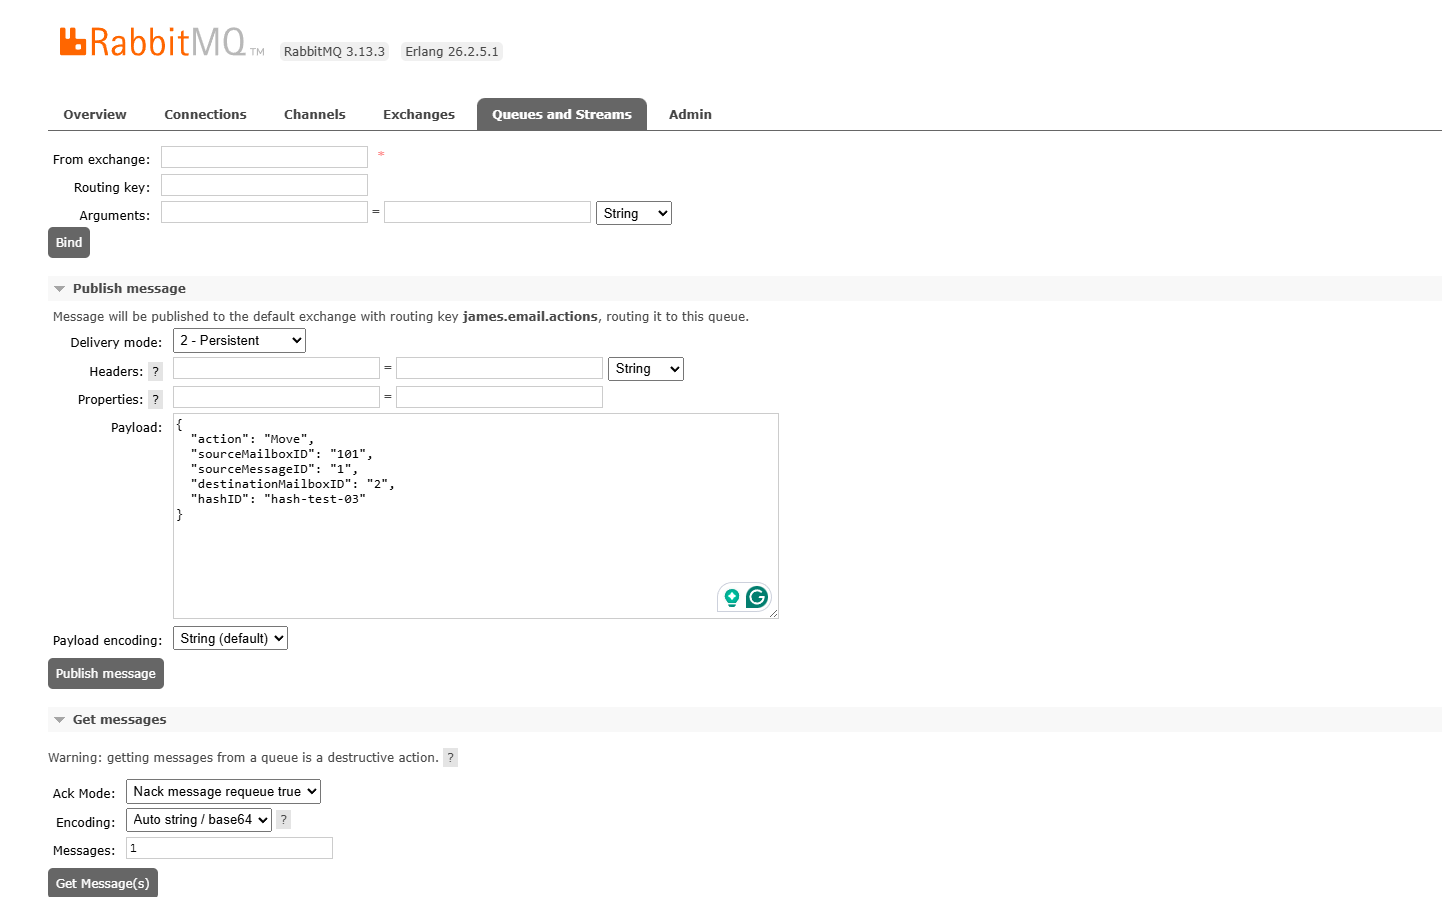 RabbitMQ TM RabbitMQ 3.13.3 Erlang 26.2.5.1
Overview Connections Channels Exchanges Queues and Streams Admin
From exchange: *
Routing key:
Arguments: = String
Bind
Publish message
Message will be published to the default exchange with routing key james.email.actions, routing it to this queue.
Delivery mode: 2 - Persistent
Headers: ? = String
Properties: ? =
Payload:
{
  "action": "Move",
  "sourceMailboxID": "101",
  "sourceMessageID": "1",
  "destinationMailboxID": "2",
  "hashID": "hash-test-03"
}
Payload encoding: String (default)
Publish message
Get messages
Warning: getting messages from a queue is a destructive action. ?
Ack Mode: Nack message requeue true
Encoding: Auto string / base64 ?
Messages: 1
Get Message(s)